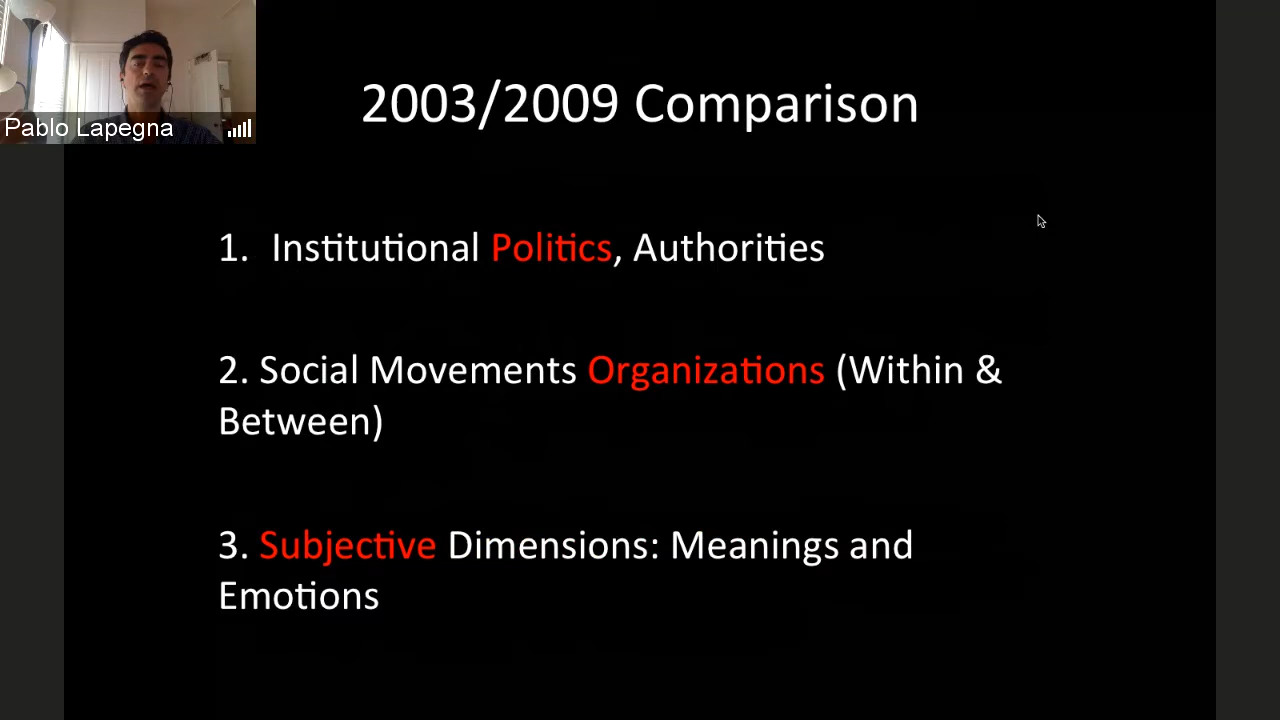 Pablo Lapegna
2003/2009 Comparison
1. Institutional Politics, Authorities
2. Social Movements Organizations (Within &
Between)
3. Subjective Dimensions: Meanings and
Emotions